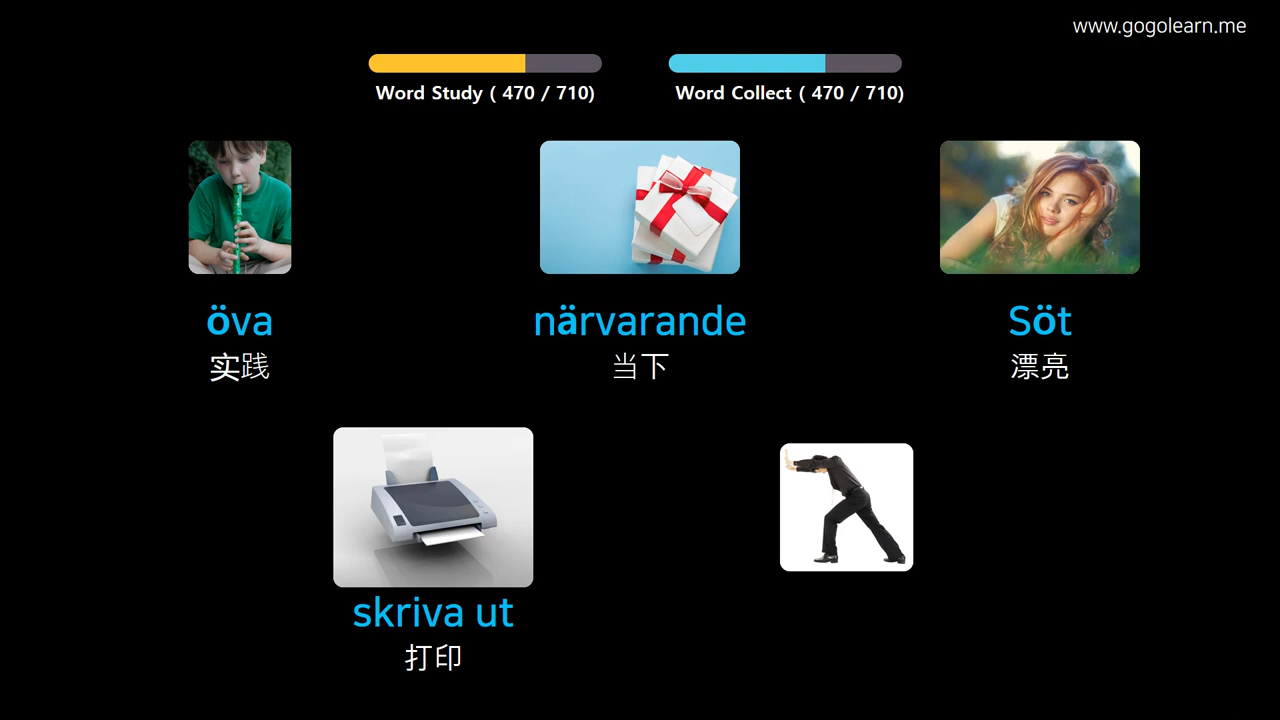 www.gogolearn.me
Word Study ( 470 / 710)
Word Collect ( 470 / 710)
öva
实践
närvarande
当下
Söt
漂亮
skriva ut
打印